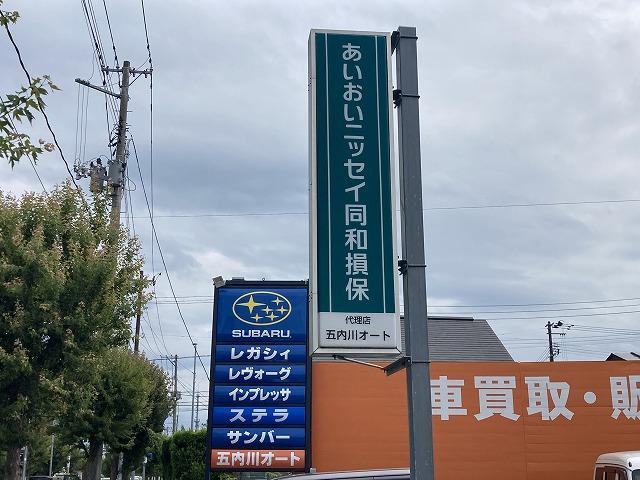 あいおいニッセイ同和損保
代理店
五内川オート
SUBARU
レガシィ
レヴォーグ
インプレッサ
ステラ
サンバー
五内川オート
車買取・販